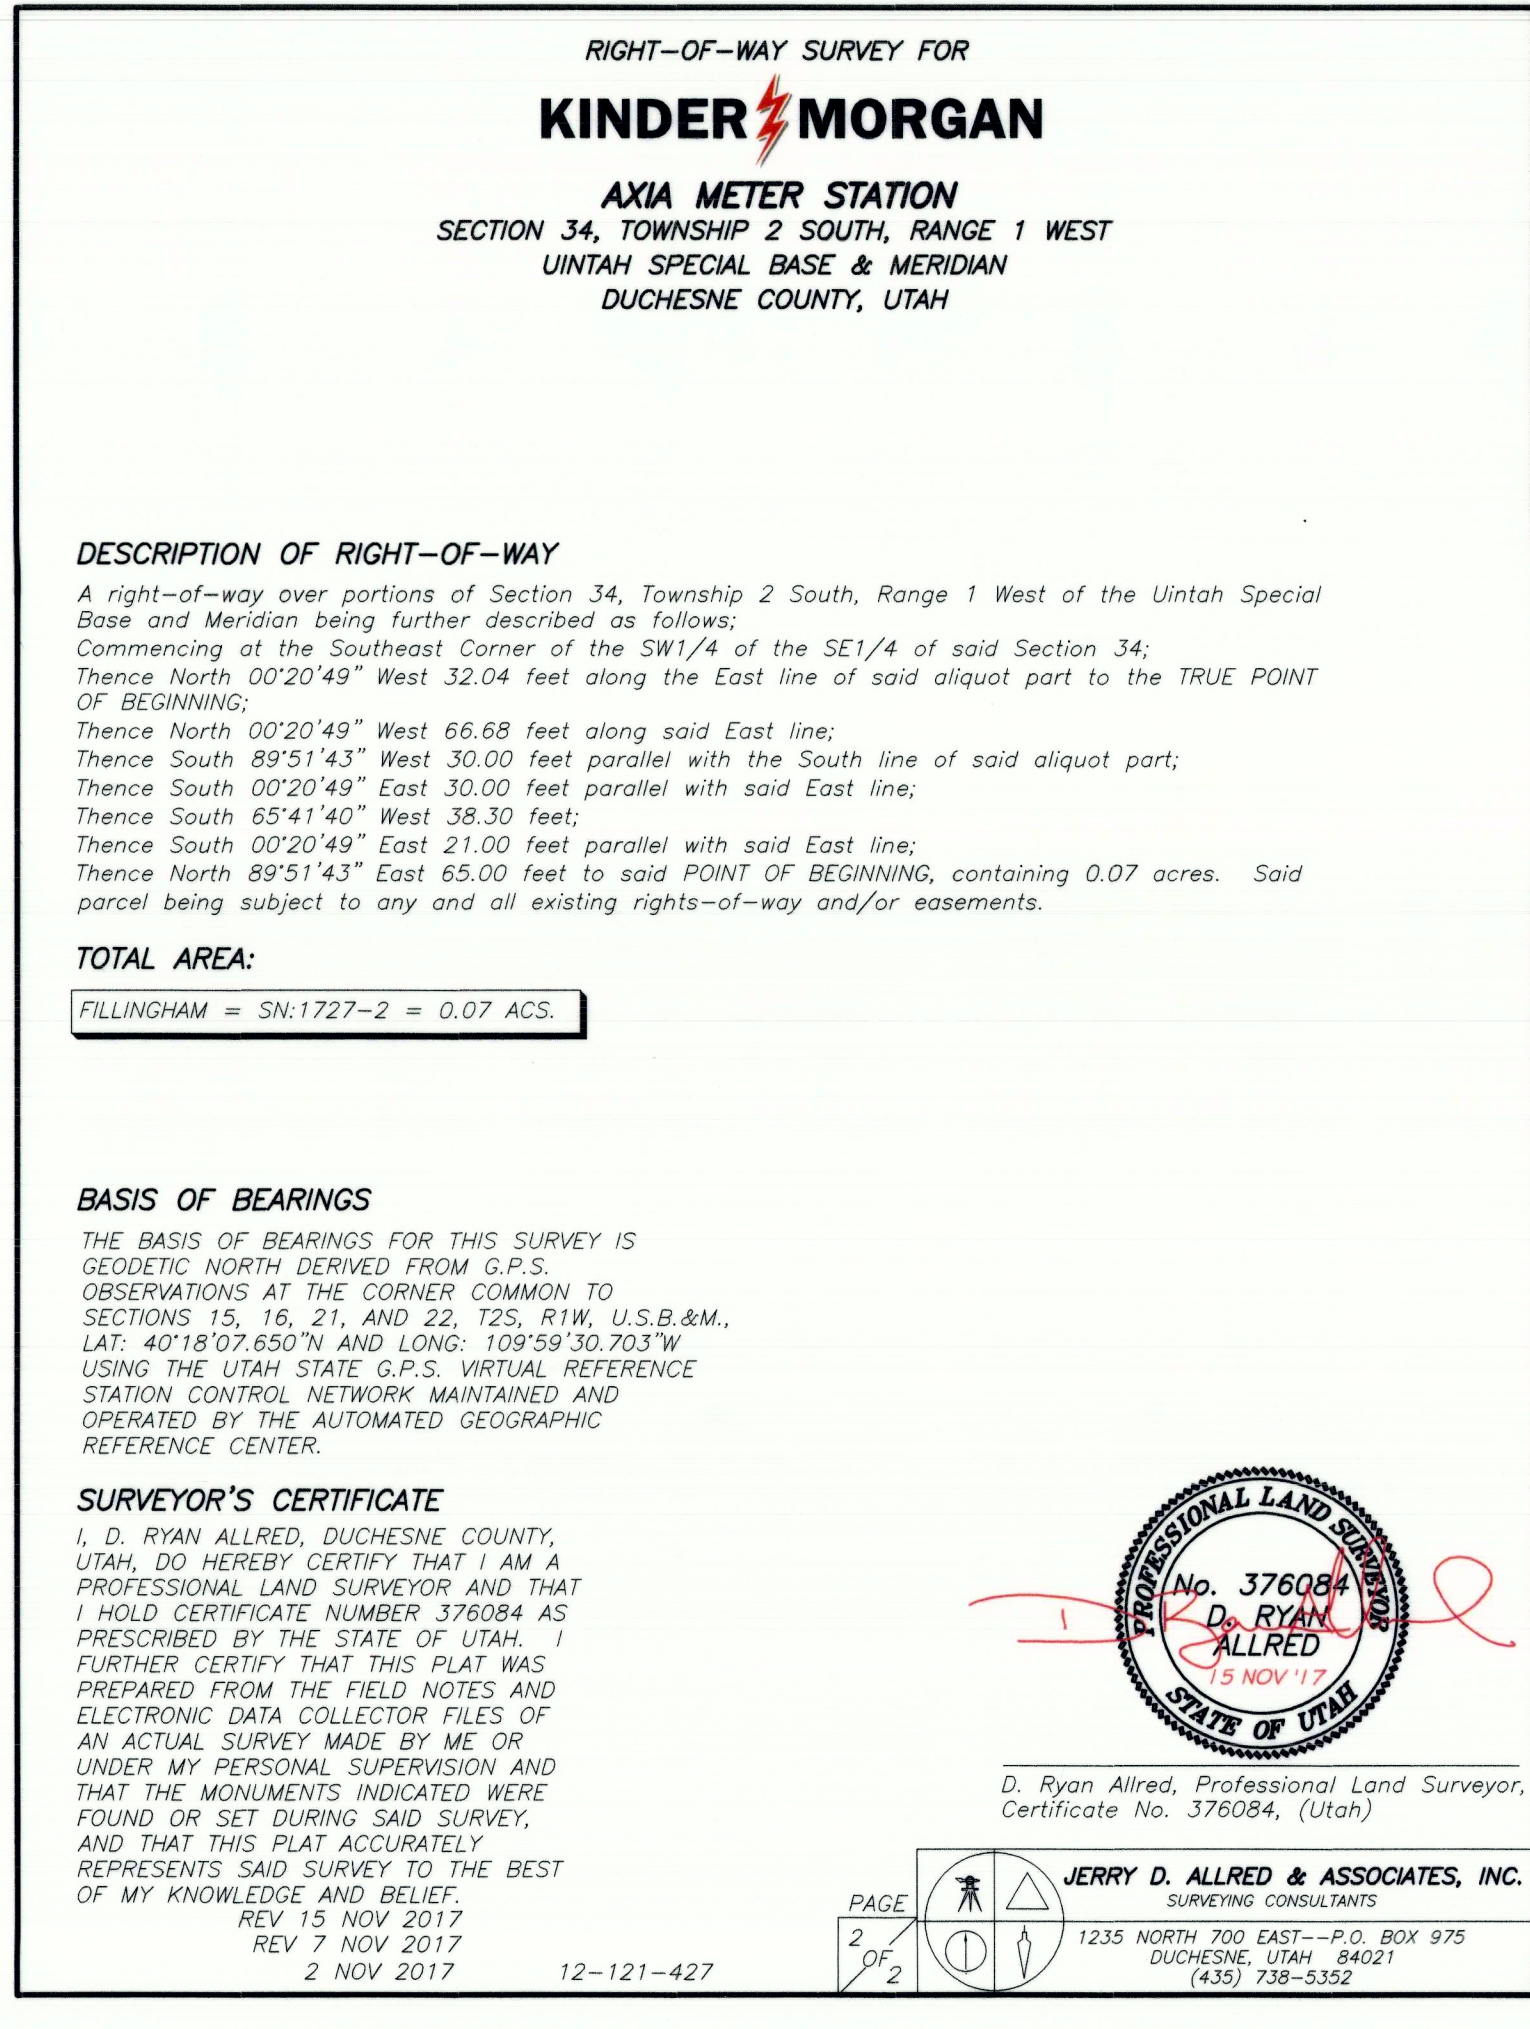 RIGHT-OF-WAY SURVEY FOR
KINDER MORGAN
AXIA METER STATION
SECTION 34, TOWNSHIP 2 SOUTH, RANGE 1 WEST
UINTAH SPECIAL BASE & MERIDIAN
DUCHESNE COUNTY, UTAH
DESCRIPTION OF RIGHT-OF-WAY
A right-of-way over portions of Section 34, Township 2 South, Range 1 West of the Uintah Special
Base and Meridian being further described as follows;
Commencing at the Southeast Corner of the SW1/4 of the SE1/4 of said Section 34;
Thence North 00°20'49" West 32.04 feet along the East line of said aliquot part to the TRUE POINT
OF BEGINNING;
Thence North 00°20'49" West 66.68 feet along said East line;
Thence South 89°51'43" West 30.00 feet parallel with the South line of said aliquot part;
Thence South 00°20'49" East 30.00 feet parallel with said East line;
Thence South 65°41'40" West 38.30 feet;
Thence South 00°20'49" East 21.00 feet parallel with said East line;
Thence North 89°51'43" East 65.00 feet to said POINT OF BEGINNING, containing 0.07 acres. Said
parcel being subject to any and all existing rights-of-way and/or easements.
TOTAL AREA:
FILLINGHAM = SN:1727-2 = 0.07 ACS.
BASIS OF BEARINGS
THE BASIS OF BEARINGS FOR THIS SURVEY IS
GEODETIC NORTH DERIVED FROM G.P.S.
OBSERVATIONS AT THE CORNER COMMON TO
SECTIONS 15, 16, 21, AND 22, T2S, R1W, U.S.B.&M.,
LAT: 40°18'07.650"N AND LONG: 109°59'30.703"W
USING THE UTAH STATE G.P.S. VIRTUAL REFERENCE
STATION CONTROL NETWORK MAINTAINED AND
OPERATED BY THE AUTOMATED GEOGRAPHIC
REFERENCE CENTER.
SURVEYOR'S CERTIFICATE
I, D. RYAN ALLRED, DUCHESNE COUNTY,
UTAH, DO HEREBY CERTIFY THAT I AM A
PROFESSIONAL LAND SURVEYOR AND THAT
I HOLD CERTIFICATE NUMBER 376084 AS
PRESCRIBED BY THE STATE OF UTAH. I
FURTHER CERTIFY THAT THIS PLAT WAS
PREPARED FROM THE FIELD NOTES AND
ELECTRONIC DATA COLLECTOR FILES OF
AN ACTUAL SURVEY MADE BY ME OR
UNDER MY PERSONAL SUPERVISION AND
THAT THE MONUMENTS INDICATED WERE
FOUND OR SET DURING SAID SURVEY,
AND THAT THIS PLAT ACCURATELY
REPRESENTS SAID SURVEY TO THE BEST
OF MY KNOWLEDGE AND BELIEF.
REV 15 NOV 2017
REV 7 NOV 2017
2 NOV 2017 12-121-427
PROFESSIONAL LAND SURVEYOR
No. 376084
D. RYAN
ALLRED
15 NOV '17
STATE OF UTAH
D. Ryan Allred, Professional Land Surveyor,
Certificate No. 376084, (Utah)
PAGE
2
OF
2
JERRY D. ALLRED & ASSOCIATES, INC.
SURVEYING CONSULTANTS
1235 NORTH 700 EAST--P.O. BOX 975
DUCHESNE, UTAH 84021
(435) 738-5352